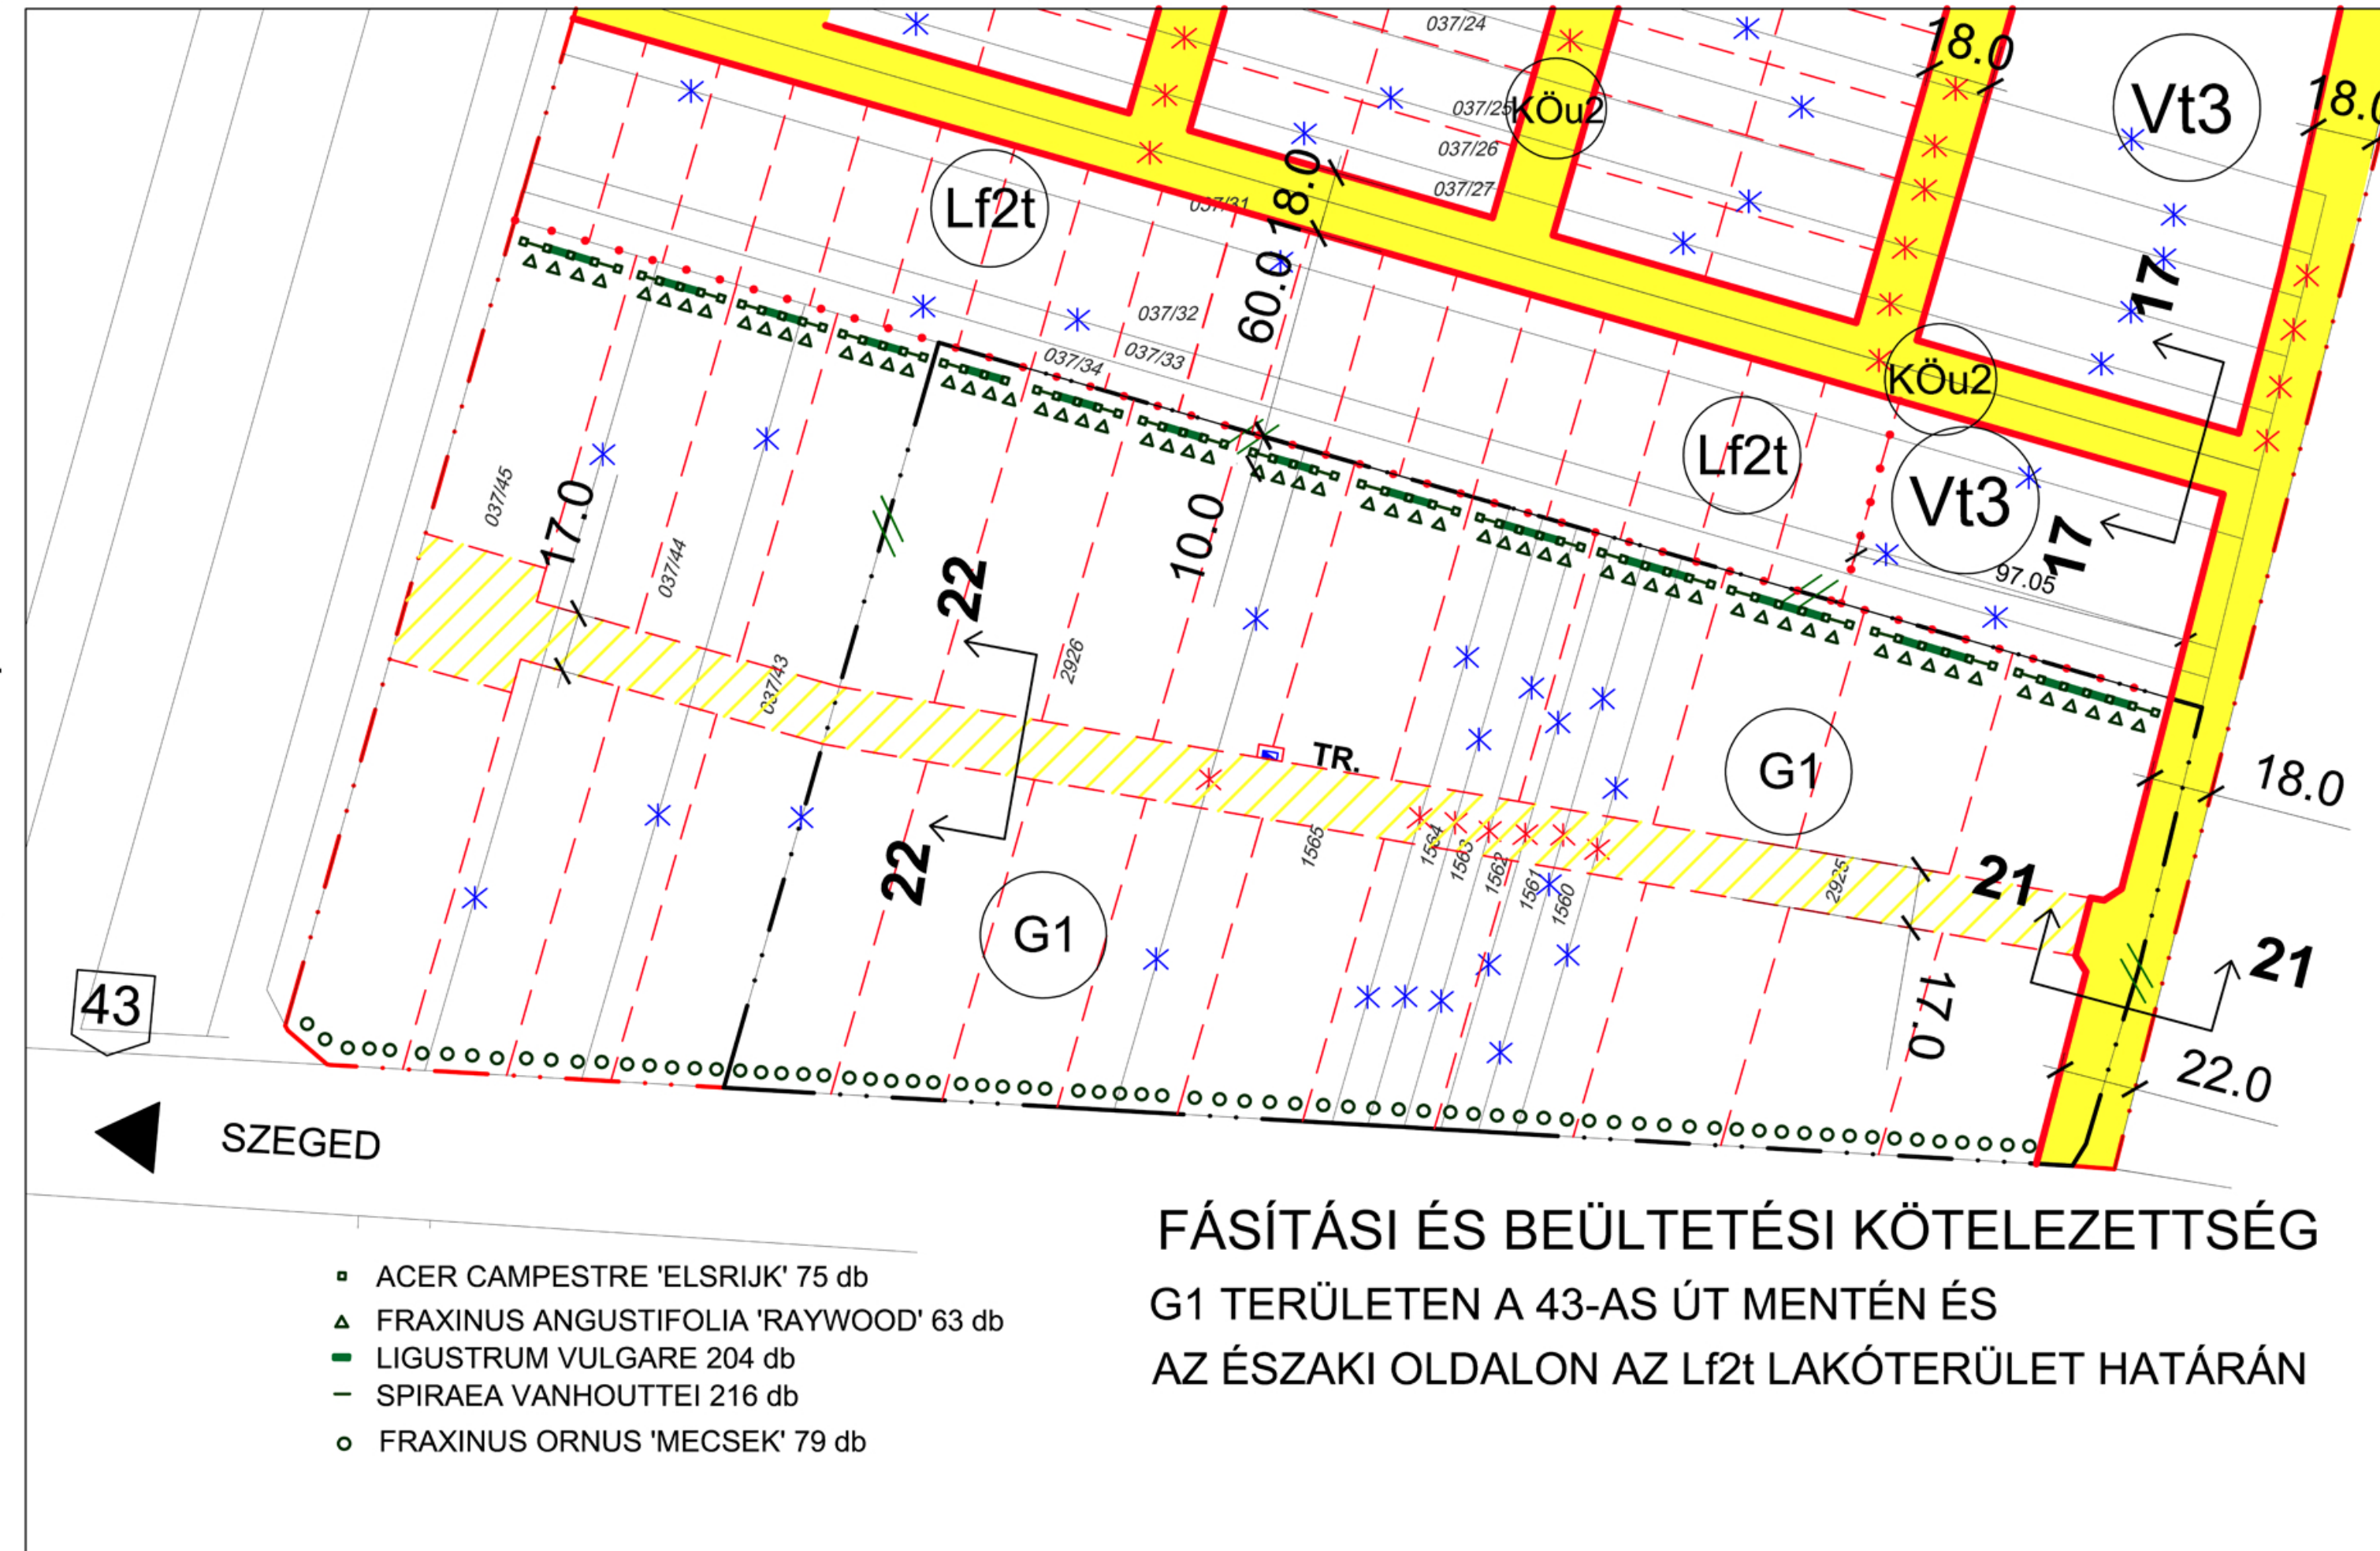 037/24
18.0
Vt3
18.0
037/25
KÖu2
037/26
037/27
Lf2t
037/31
18.0
60.0
17
037/32
037/33
037/34
KÖu2
Lf2t
Vt3
17
97.05
037/45
17.0
037/44
10.0
22
2926
037/43
TR.
G1
18.0
1565
1564
1563
1562
1561
1560
2925
21
22
G1
21
17.0
43
22.0
SZEGED
FÁSÍTÁSI ÉS BEÜLTETÉSI KÖTELEZETTSÉG
G1 TERÜLETEN A 43-AS ÚT MENTÉN ÉS
AZ ÉSZAKI OLDALON AZ Lf2t LAKÓTERÜLET HATÁRÁN
ACER CAMPESTRE 'ELSRIJK' 75 db
FRAXINUS ANGUSTIFOLIA 'RAYWOOD' 63 db
LIGUSTRUM VULGARE 204 db
SPIRAEA VANHOUTTEI 216 db
FRAXINUS ORNUS 'MECSEK' 79 db